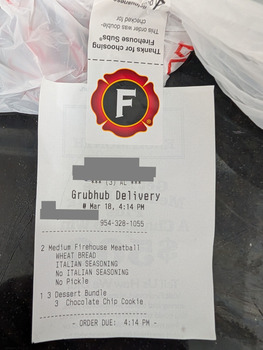 Thanks for choosing
Firehouse Subs®
This order was double-
checked for
F
*** (3) AL ***
Grubhub Delivery
# Mar 18, 4:14 PM
954-328-1055
2 Medium Firehouse Meatball
WHEAT BREAD
ITALIAN SEASONING
No ITALIAN SEASONING
No Pickle
1 3 Dessert Bundle
3 Chocolate Chip Cookie
- ORDER DUE: 4:14 PM -